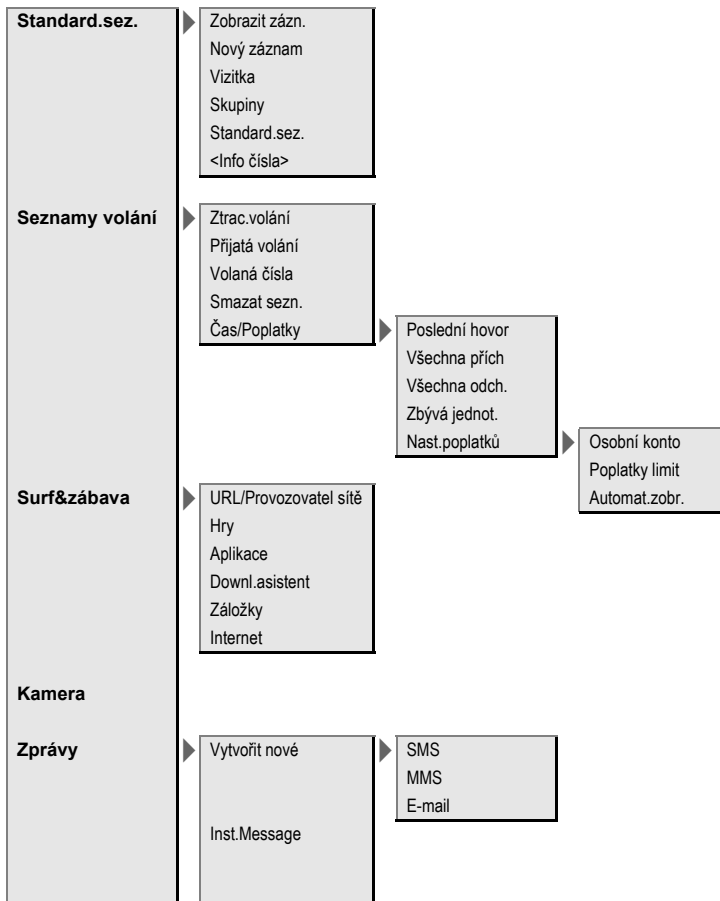 Standard.sez.
Zobrazit zázn.
Nový záznam
Vizitka
Skupiny
Standard.sez.
<Info čísla>
Seznamy volání
Ztrac.volání
Přijatá volání
Volaná čísla
Smazat sezn.
Čas/Poplatky
Poslední hovor
Všechna přích
Všechna odch.
Zbývá jednot.
Nast.poplatků
Osobní konto
Poplatky limit
Automat.zobr.
Surf&zábava
URL/Provozovatel sítě
Hry
Aplikace
Downl.asistent
Záložky
Internet
Kamera
Zprávy
Vytvořit nové
SMS
MMS
E-mail
Inst.Message